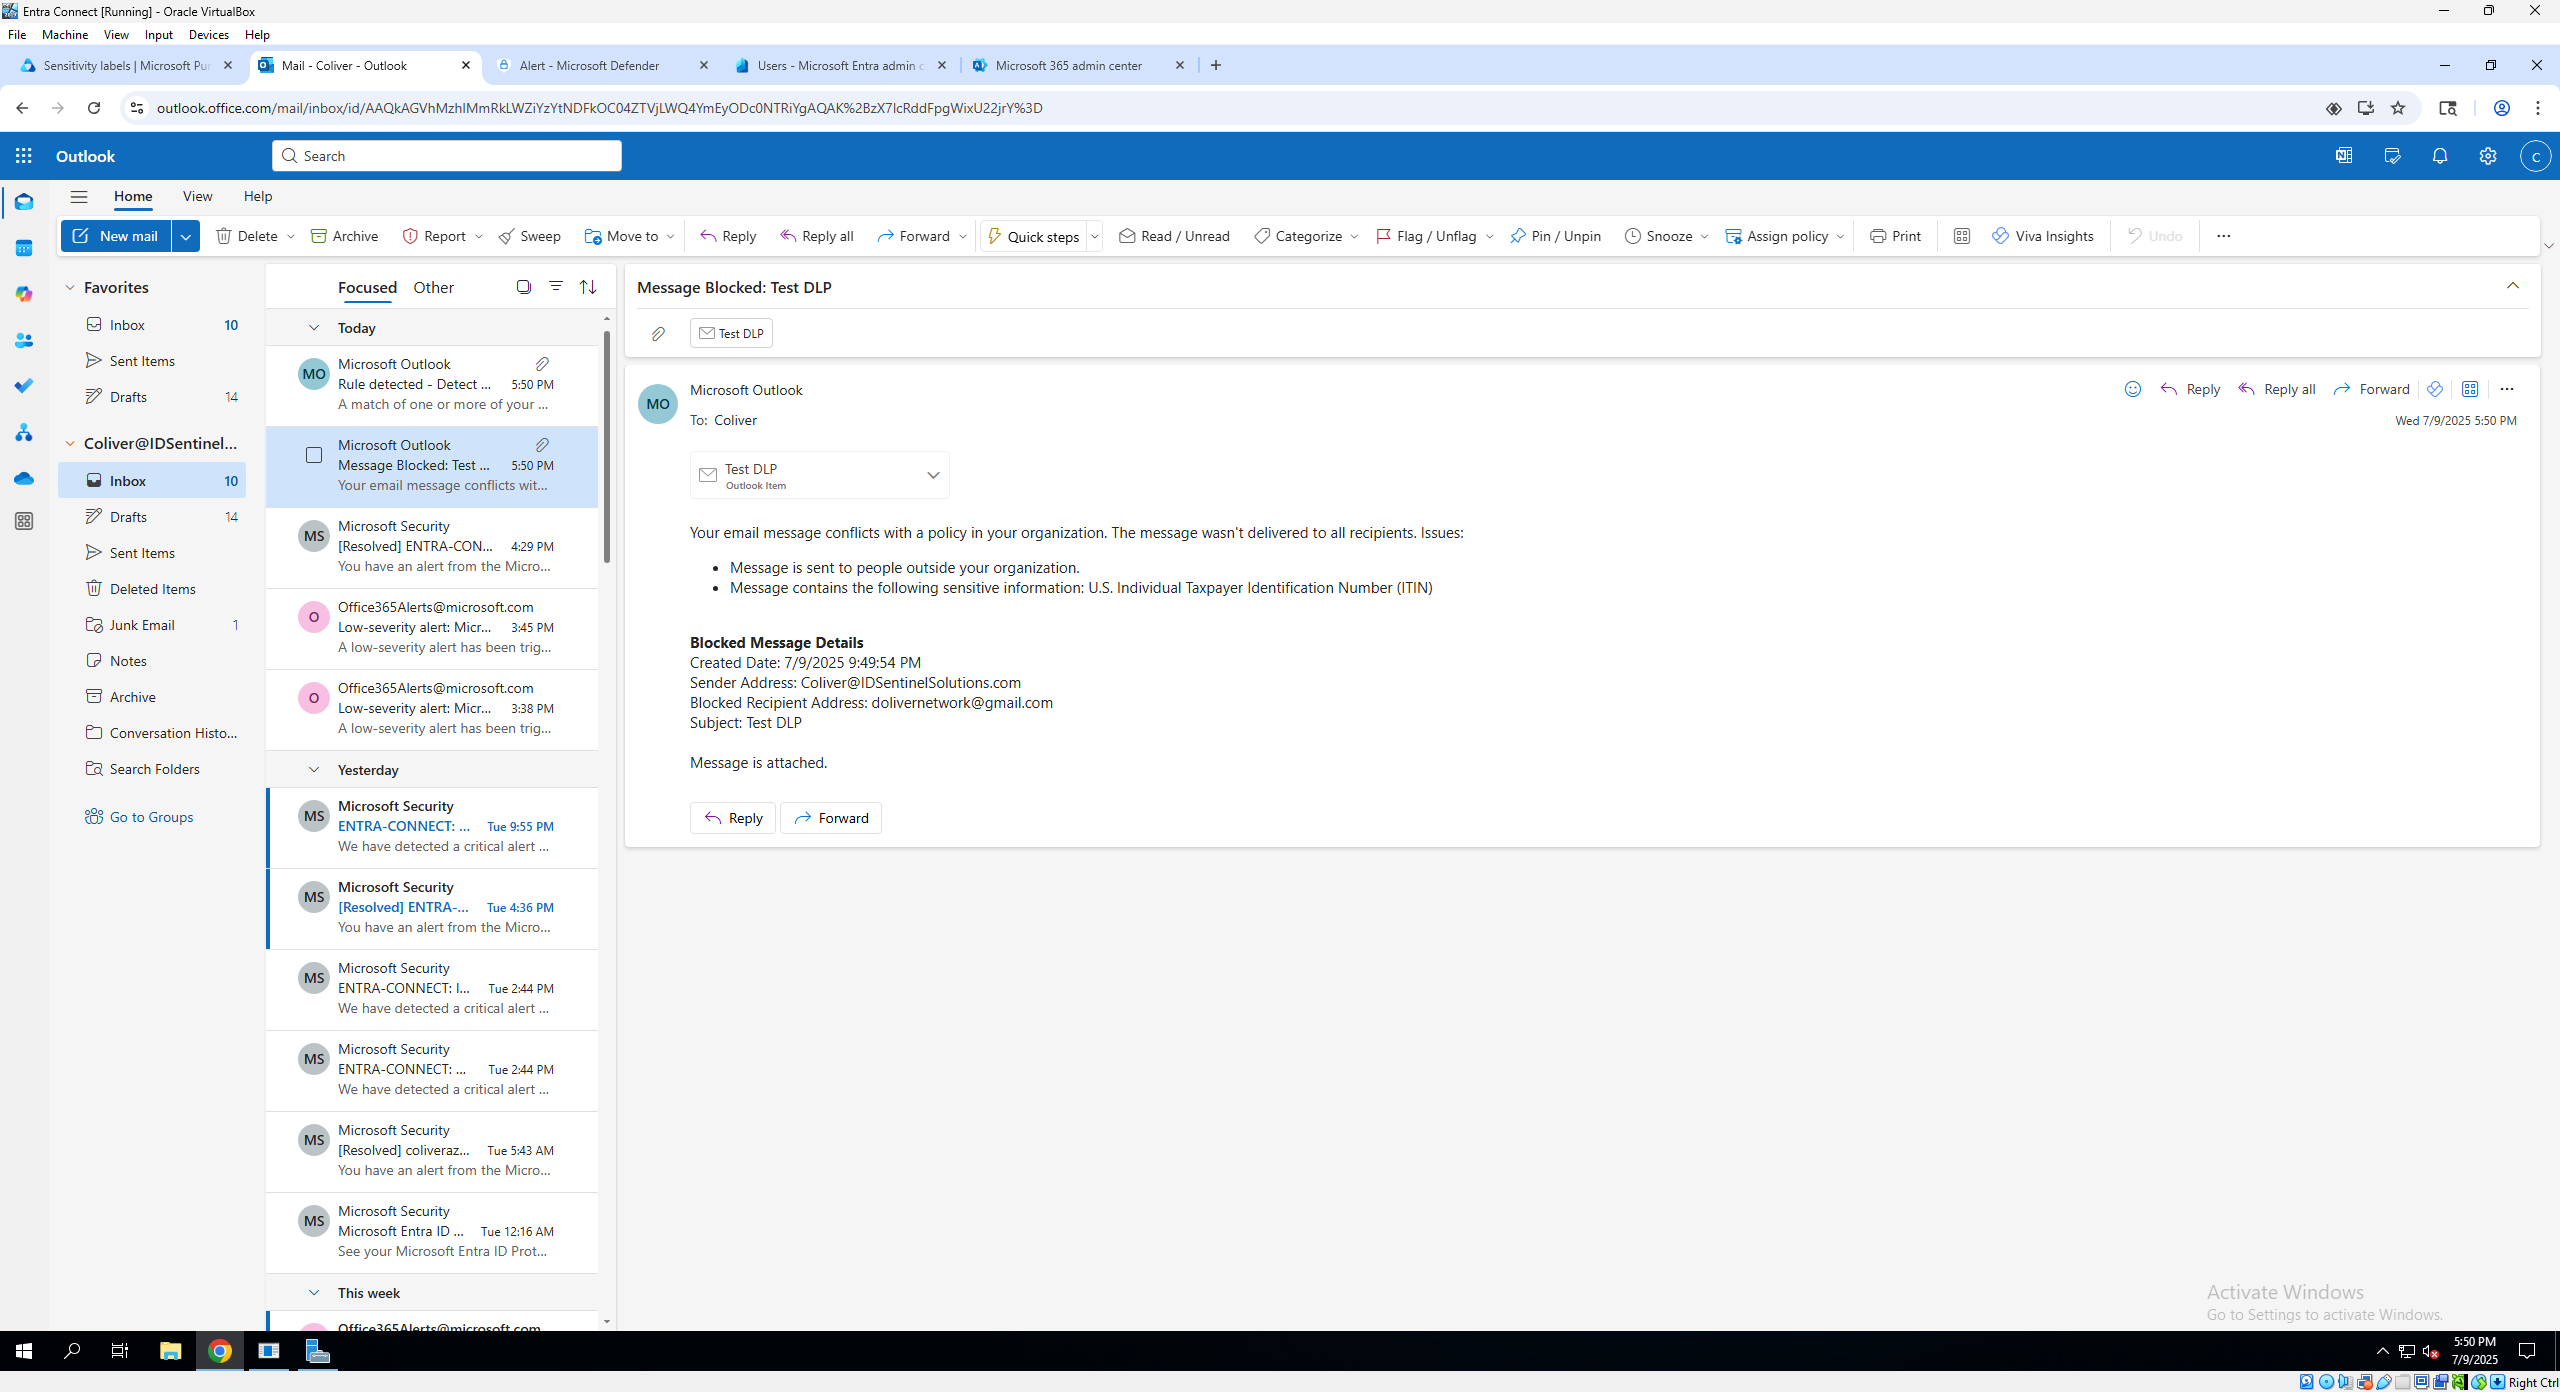 Entra Connect [Running] - Oracle VirtualBox
File Machine View Input Devices Help
Sensitivity labels | Microsoft Pur
Mail - Coliver - Outlook
Alert - Microsoft Defender
Users - Microsoft Entra admin c
Microsoft 365 admin center
outlook.office.com/mail/inbox/id/AAQkAGVhMzhlMmRkLWZiYzYtNDFkOC04ZTVjLWQ4YmEyODc0NTRiYgAQAK%2BzX7lcRddFpgWixU22jrY%3D
Outlook
Search
C
Home View Help
New mail Delete Archive Report Sweep Move to Reply Reply all Forward Quick steps Read / Unread Categorize Flag / Unflag Pin / Unpin Snooze Assign policy Print Viva Insights Undo
Favorites
Inbox 10
Sent Items
Drafts 14
Coliver@IDSentinel...
Inbox 10
Drafts 14
Sent Items
Deleted Items
Junk Email 1
Notes
Archive
Conversation Histo...
Search Folders
Go to Groups
Focused Other
Today
MO
Microsoft Outlook
Rule detected - Detect ... 5:50 PM
A match of one or more of your ...
Microsoft Outlook
Message Blocked: Test ... 5:50 PM
Your email message conflicts wit...
MS
Microsoft Security
[Resolved] ENTRA-CON... 4:29 PM
You have an alert from the Micro...
O
Office365Alerts@microsoft.com
Low-severity alert: Micr... 3:45 PM
A low-severity alert has been trig...
O
Office365Alerts@microsoft.com
Low-severity alert: Micr... 3:38 PM
A low-severity alert has been trig...
Yesterday
MS
Microsoft Security
ENTRA-CONNECT: ... Tue 9:55 PM
We have detected a critical alert ...
MS
Microsoft Security
[Resolved] ENTRA-... Tue 4:36 PM
You have an alert from the Micro...
MS
Microsoft Security
ENTRA-CONNECT: I... Tue 2:44 PM
We have detected a critical alert ...
MS
Microsoft Security
ENTRA-CONNECT: ... Tue 2:44 PM
We have detected a critical alert ...
MS
Microsoft Security
[Resolved] coliveraz... Tue 5:43 AM
You have an alert from the Micro...
MS
Microsoft Security
Microsoft Entra ID ... Tue 12:16 AM
See your Microsoft Entra ID Prot...
This week
Office365Alerts@microsoft.com
Message Blocked: Test DLP
Test DLP
MO
Microsoft Outlook
To: Coliver
Reply Reply all Forward
Wed 7/9/2025 5:50 PM
Test DLP
Outlook Item
Your email message conflicts with a policy in your organization. The message wasn't delivered to all recipients. Issues:
• Message is sent to people outside your organization.
• Message contains the following sensitive information: U.S. Individual Taxpayer Identification Number (ITIN)
Blocked Message Details
Created Date: 7/9/2025 9:49:54 PM
Sender Address: Coliver@IDSentinelSolutions.com
Blocked Recipient Address: dolivernetwork@gmail.com
Subject: Test DLP
Message is attached.
Reply Forward
Activate Windows
Go to Settings to activate Windows.
5:50 PM
7/9/2025
Right Ctrl